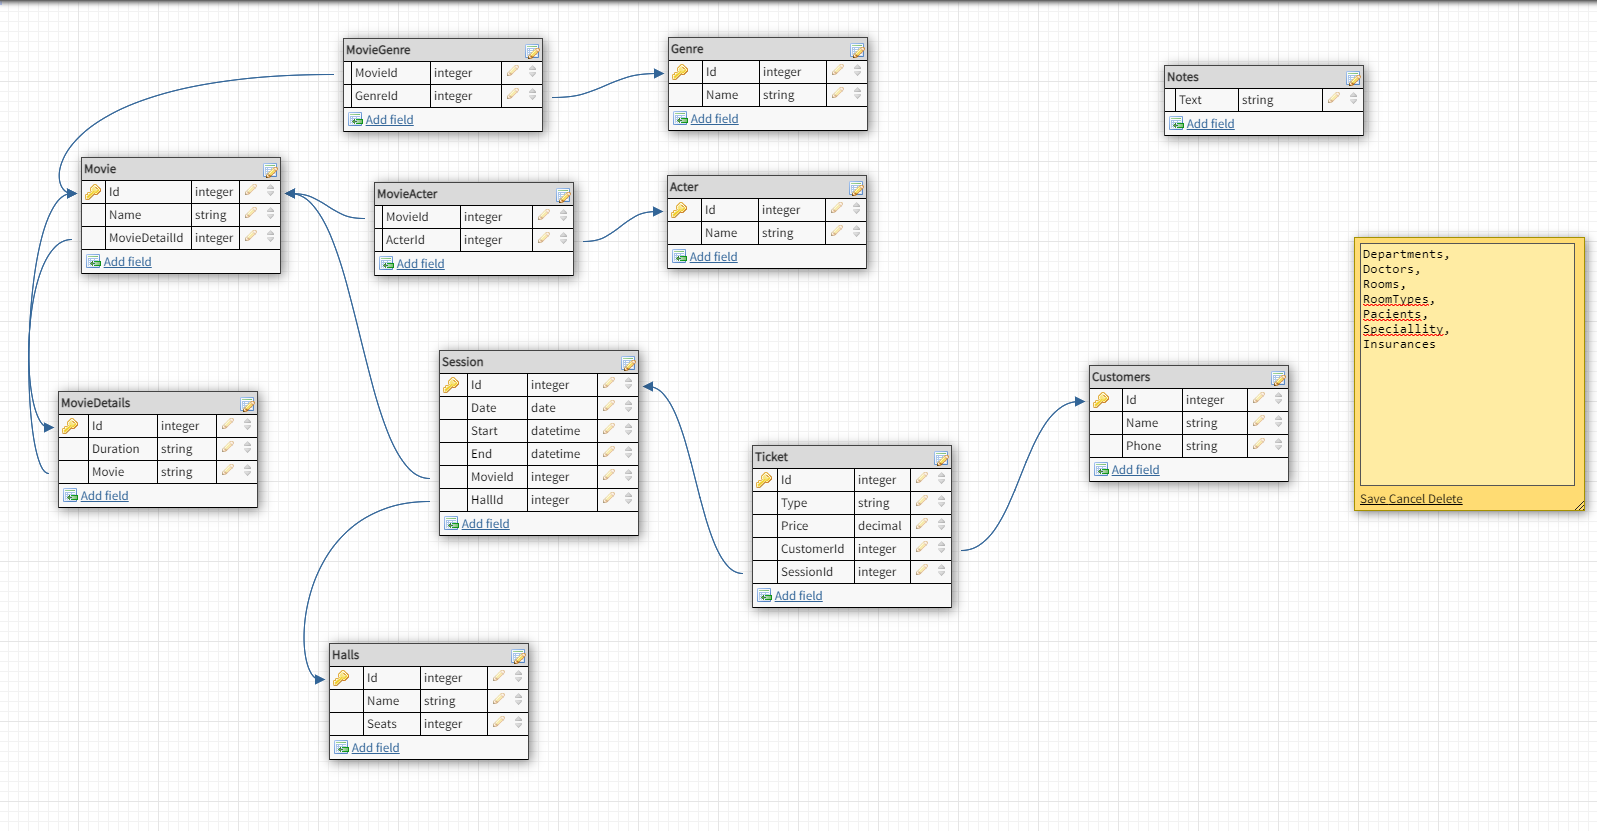 MovieGenre
MovieId integer
GenreId integer
Add field
Genre
Id integer
Name string
Add field
Notes
Text string
Add field
Movie
Id integer
Name string
MovieDetailId integer
Add field
MovieActer
MovieId integer
ActerId integer
Add field
Acter
Id integer
Name string
Add field
Departments,
Doctors,
Rooms,
RoomTypes,
Pacients,
Speciallity,
Insurances
Save Cancel Delete
Session
Id integer
Date date
Start datetime
End datetime
MovieId integer
HallId integer
Add field
Customers
Id integer
Name string
Phone string
Add field
MovieDetails
Id integer
Duration string
Movie string
Add field
Ticket
Id integer
Type string
Price decimal
CustomerId integer
SessionId integer
Add field
Halls
Id integer
Name string
Seats integer
Add field